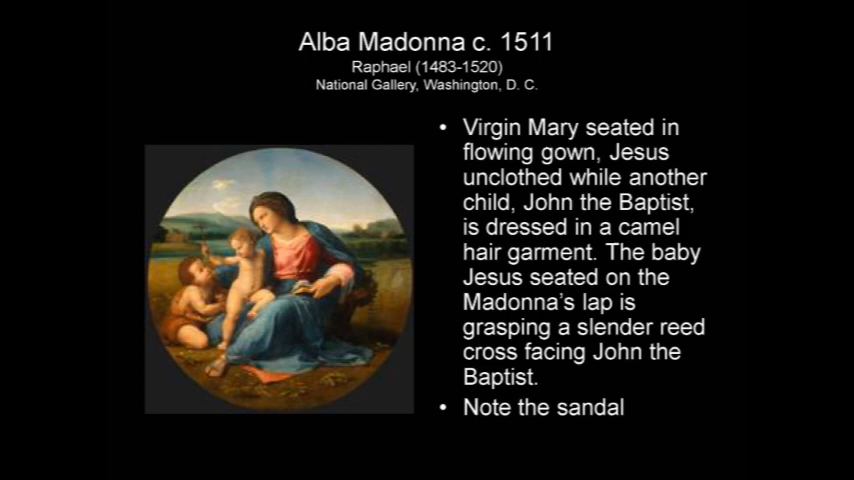 Alba Madonna c. 1511
Raphael (1483-1520)
National Gallery, Washington, D. C.
• Virgin Mary seated in
flowing gown, Jesus
unclothed while another
child, John the Baptist,
is dressed in a camel
hair garment. The baby
Jesus seated on the
Madonna's lap is
grasping a slender reed
cross facing John the
Baptist.
• Note the sandal